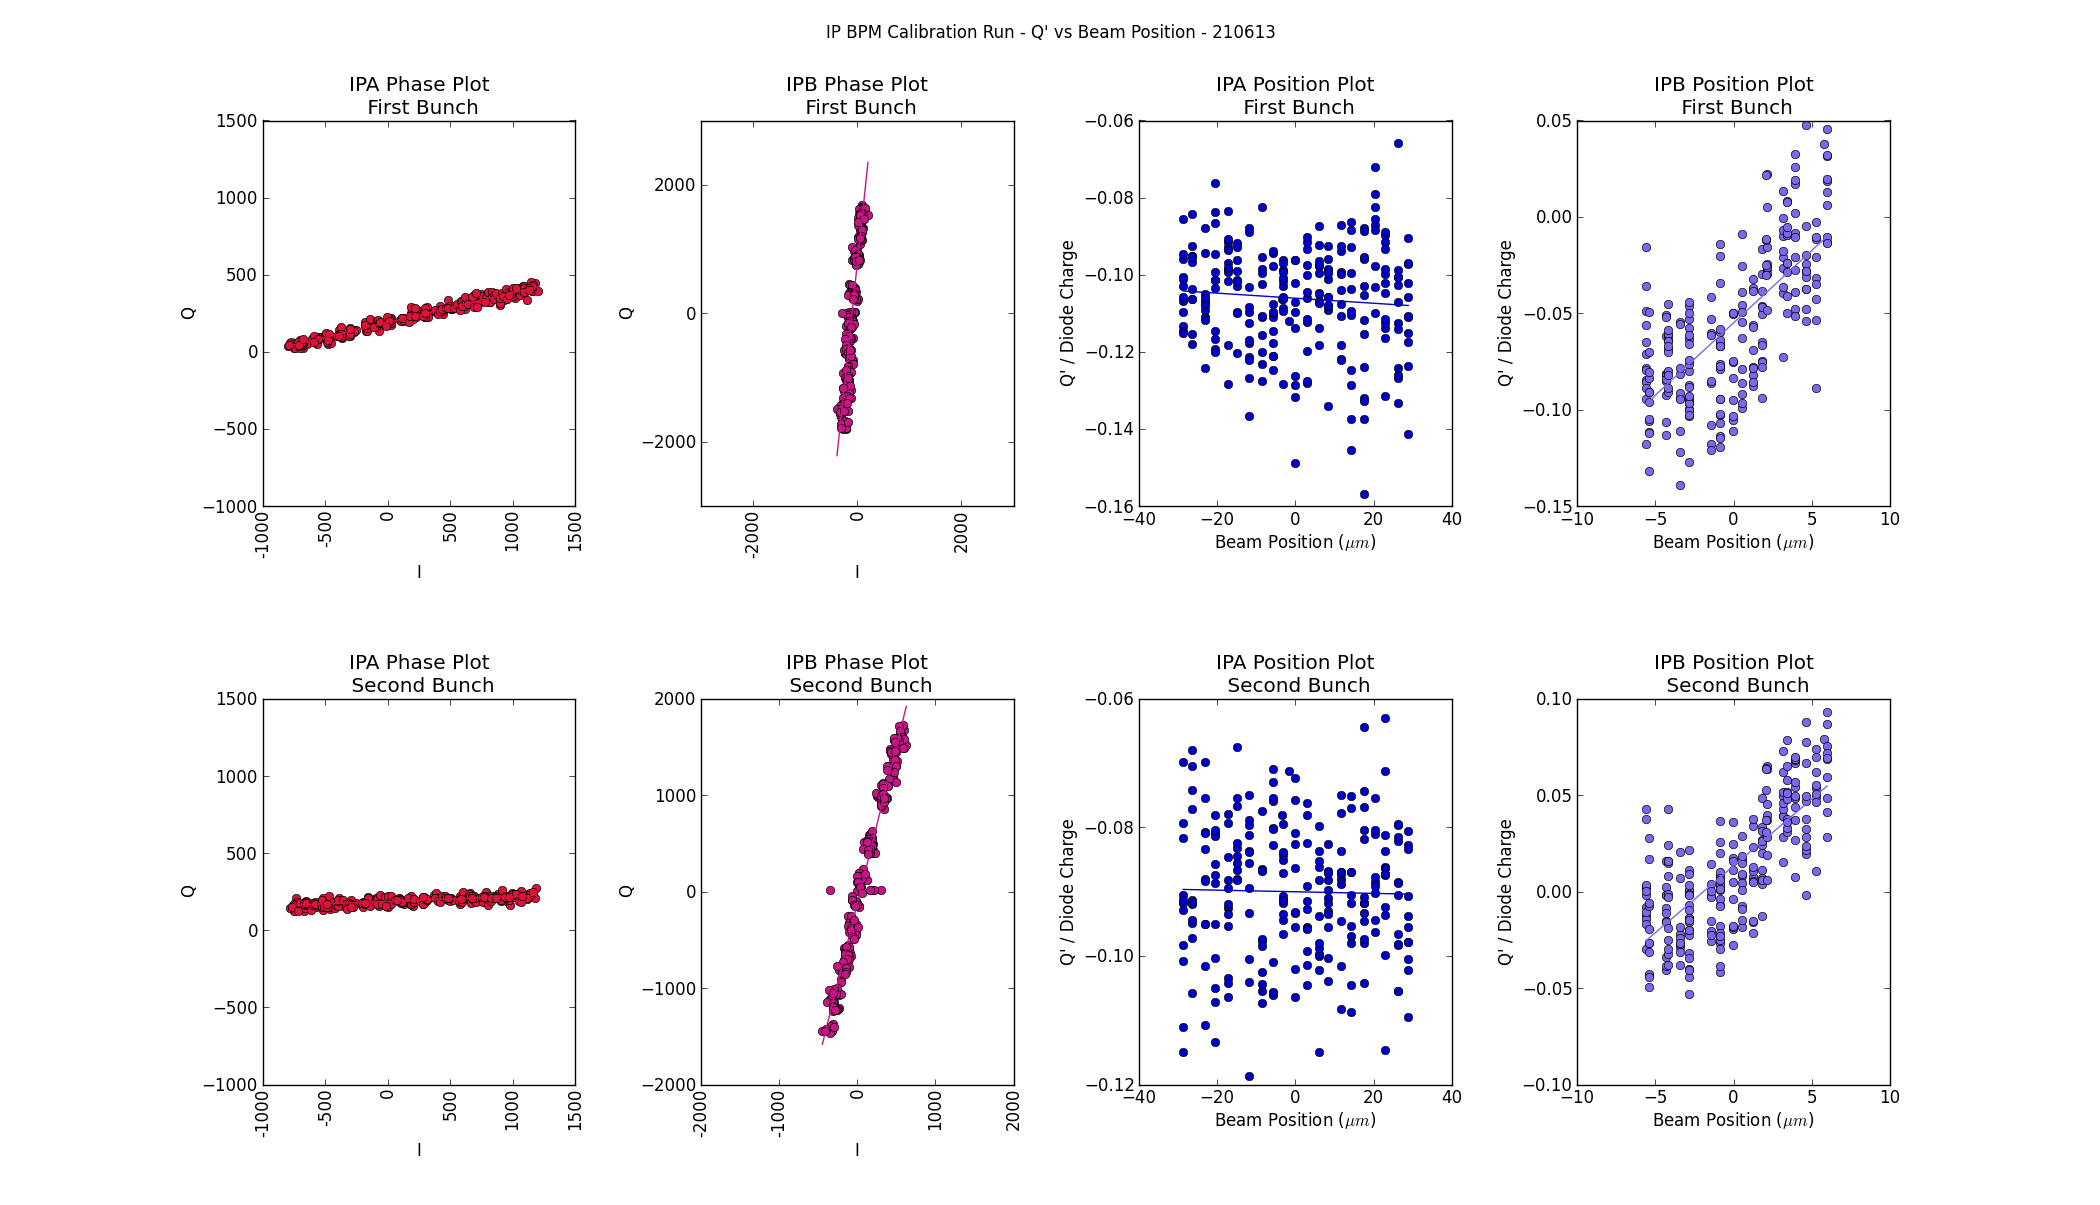 IP BPM Calibration Run - Q' vs Beam Position - 210613
IPA Phase Plot
First Bunch
1500
1000
500
0
−500
−1000
Q
-1000
-500
0
500
1000
1500
I
IPB Phase Plot
First Bunch
2000
0
−2000
Q
-2000
0
2000
I
IPA Position Plot
First Bunch
−0.06
−0.08
−0.10
−0.12
−0.14
−0.16
Q' / Diode Charge
−40
−20
0
20
40
Beam Position (μm)
IPB Position Plot
First Bunch
0.05
0.00
−0.05
−0.10
−0.15
Q' / Diode Charge
−10
−5
0
5
10
Beam Position (μm)
IPA Phase Plot
Second Bunch
1500
1000
500
0
−500
−1000
Q
-1000
-500
0
500
1000
1500
I
IPB Phase Plot
Second Bunch
2000
1000
0
−1000
−2000
Q
-2000
-1000
0
1000
2000
I
IPA Position Plot
Second Bunch
−0.06
−0.08
−0.10
−0.12
Q' / Diode Charge
−40
−20
0
20
40
Beam Position (μm)
IPB Position Plot
Second Bunch
0.10
0.05
0.00
−0.05
−0.10
Q' / Diode Charge
−10
−5
0
5
10
Beam Position (μm)